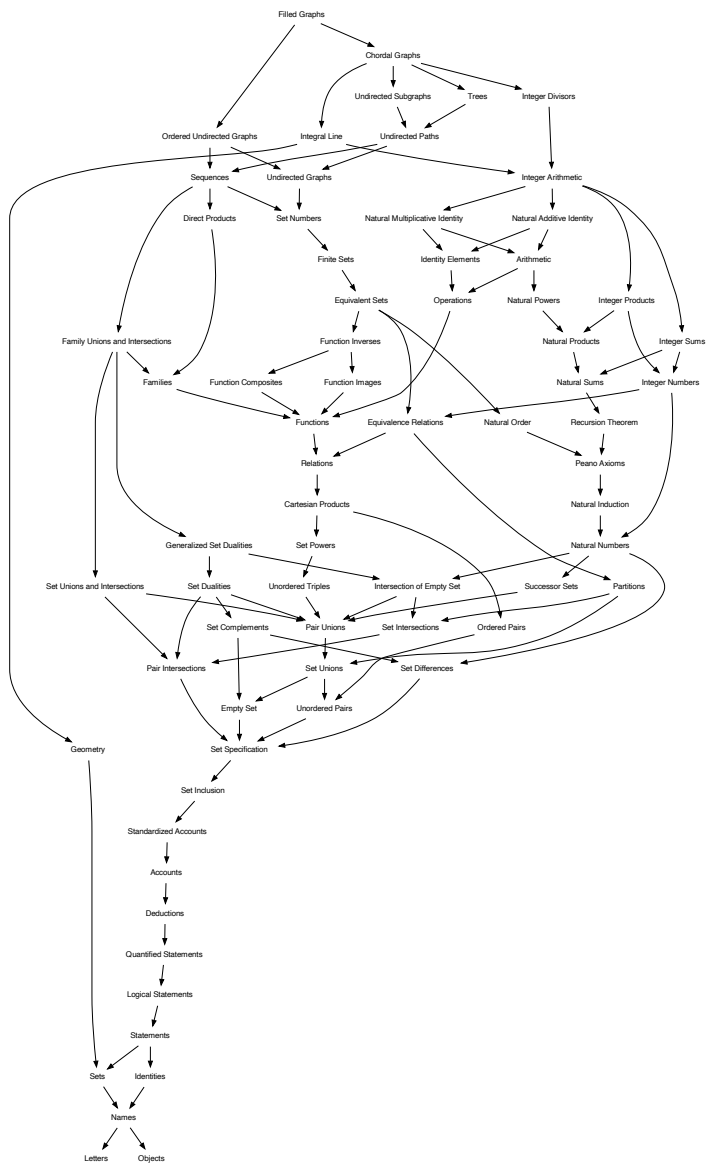 Filled Graphs
Chordal Graphs
Undirected Subgraphs
Trees
Integer Divisors
Ordered Undirected Graphs
Integral Line
Undirected Paths
Sequences
Undirected Graphs
Integer Arithmetic
Direct Products
Set Numbers
Natural Multiplicative Identity
Natural Additive Identity
Finite Sets
Identity Elements
Arithmetic
Equivalent Sets
Operations
Natural Powers
Integer Products
Family Unions and Intersections
Function Inverses
Natural Products
Integer Sums
Families
Function Composites
Function Images
Natural Sums
Integer Numbers
Functions
Equivalence Relations
Natural Order
Recursion Theorem
Relations
Peano Axioms
Cartesian Products
Natural Induction
Generalized Set Dualities
Set Powers
Natural Numbers
Set Unions and Intersections
Set Dualities
Unordered Triples
Intersection of Empty Set
Successor Sets
Partitions
Set Complements
Pair Unions
Set Intersections
Ordered Pairs
Pair Intersections
Set Unions
Set Differences
Empty Set
Unordered Pairs
Geometry
Set Specification
Set Inclusion
Standardized Accounts
Accounts
Deductions
Quantified Statements
Logical Statements
Statements
Sets
Identities
Names
Letters
Objects